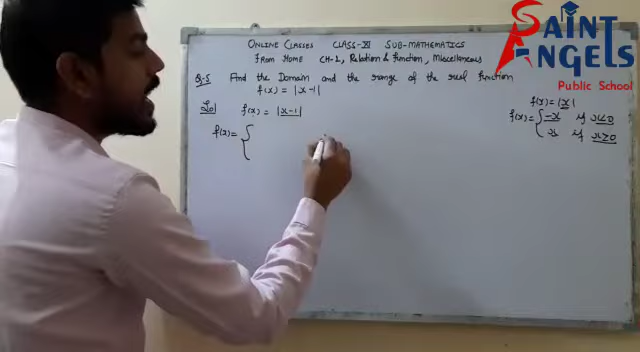 SAINT
ANGELS
Public School
ONLINE CLASSES CLASS-XI SUB-MATHEMATICS
FROM HOME CH-2, Relation & Function, Miscellaneous
Q.5 Find the Domain and the range of the real function
f(x) = |x-1|
Sol f(x) = |x-1|
f(x) = {
f(x) = |x|
f(x) = { -x if x<0
x if x≥0